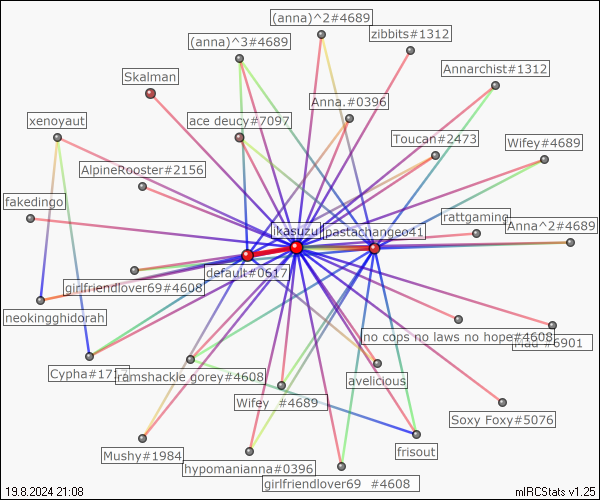 (anna)^2#4689
zibbits#1312
(anna)^3#4689
Annarchist#1312
Skalman
Anna.#0396
ace deucy#7097
xenoyaut
Toucan#2473
Wifey#4689
AlpineRooster#2156
fakedingo
rattgaming
Anna^2#4689
ikasuzu
pastachangeo41
default#0617
girlfriendlover69#4608
neokingghidorah
no cops no laws no hope#4608
#6901
Cypha#171
ramshackle gorey#4608
avelicious
Wifey #4689
Soxy Foxy#5076
frisout
Mushy#1984
hypomanianna#0396
girlfriendlover69 #4608
19.8.2024 21:08
mIRCStats v1.25